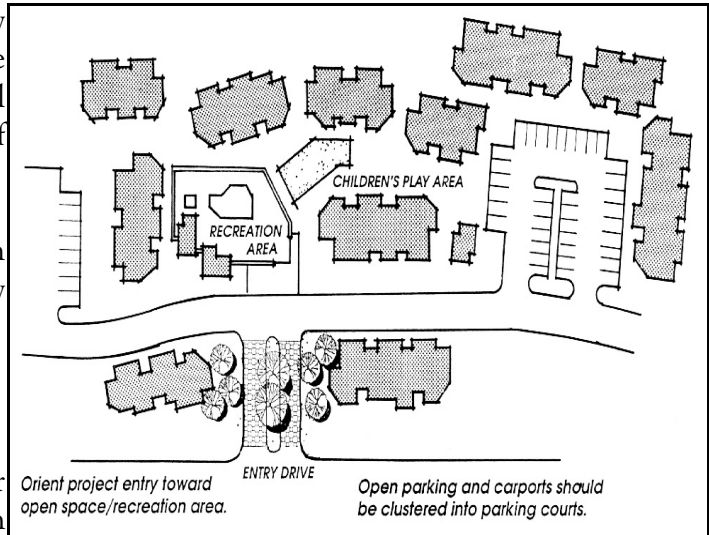 CHILDREN'S PLAY AREA
RECREATION
AREA
ENTRY DRIVE
Orient project entry toward
open space/recreation area.
Open parking and carports should
be clustered into parking courts.